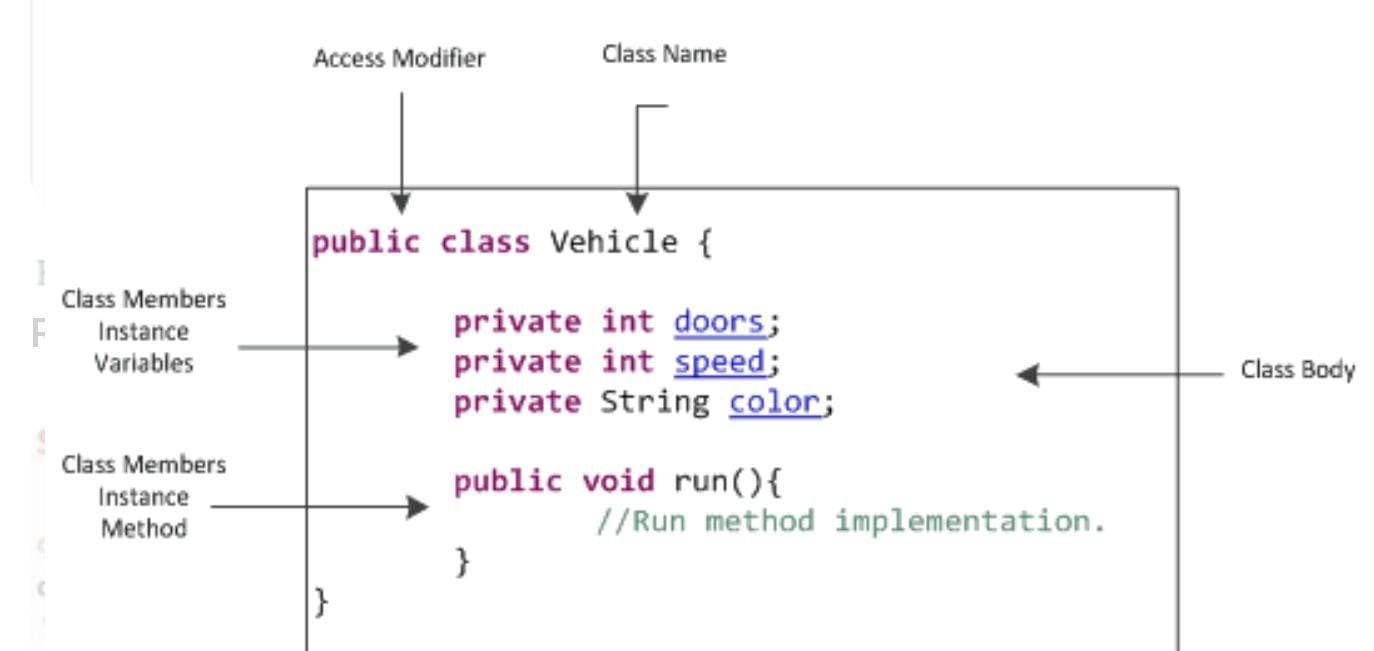 Access Modifier
Class Name
public class Vehicle {
Class Members
Instance
Variables
private int doors;
private int speed;
private String color;
Class Body
Class Members
Instance
Method
public void run(){
//Run method implementation.
}
}